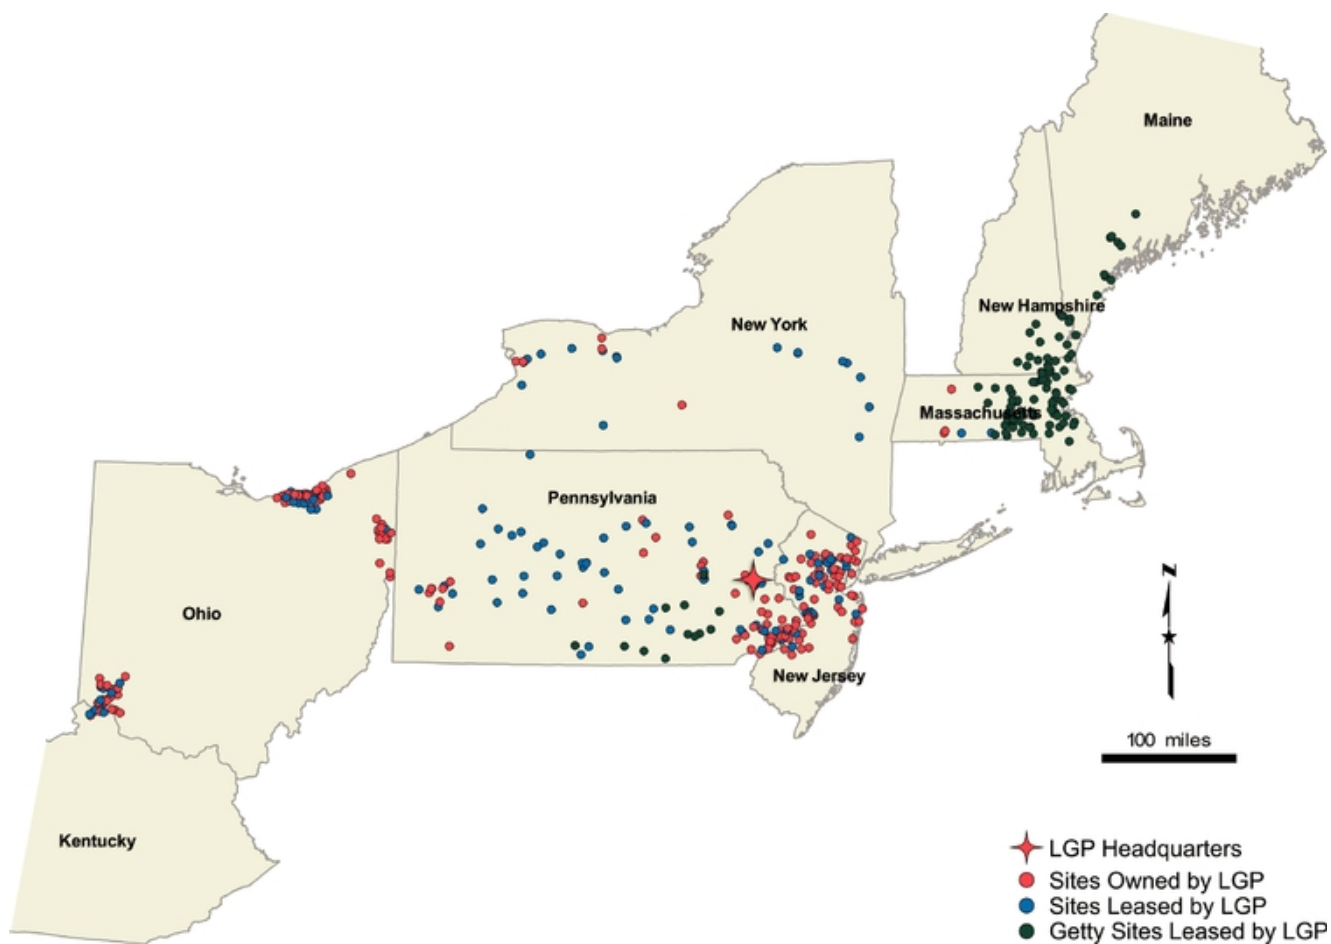 Maine
New Hampshire
New York
Massachusetts
Pennsylvania
Ohio
New Jersey
Kentucky
N
100 miles
LGP Headquarters
Sites Owned by LGP
Sites Leased by LGP
Getty Sites Leased by LGP